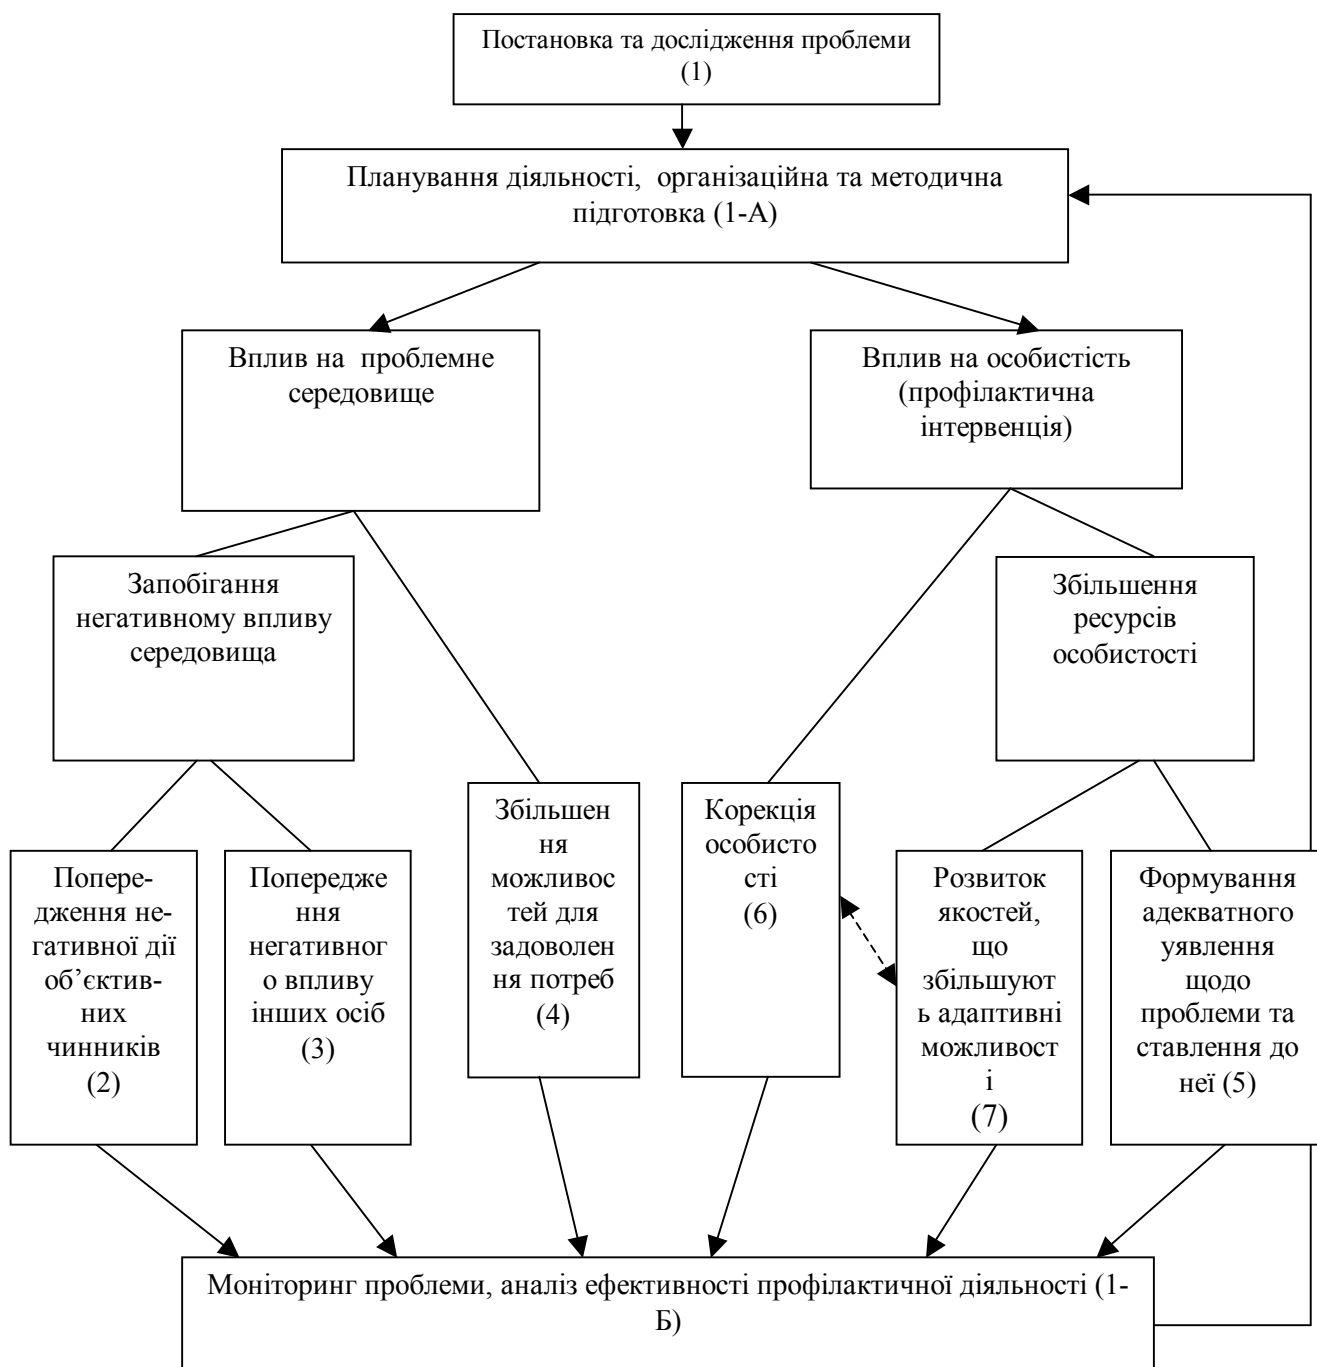 Постановка та дослідження проблеми
(1)
Планування діяльності, організаційна та методична
підготовка (1-А)
Вплив на проблемне
середовище
Вплив на особистість
(профілактична
інтервенція)
Запобігання
негативному впливу
середовища
Збільшення
ресурсів
особистості
Попере-
дження не-
гативної дії
об’єктив-
них
чинників
(2)
Попередже
ння
негативног
о впливу
інших осіб
(3)
Збільшен
ня
можливос
тей для
задоволен
ня потреб
(4)
Корекція
особисто
сті
(6)
Розвиток
якостей,
що
збільшуют
ь адаптивні
можливост
і
(7)
Формування
адекватного
уявлення
щодо
проблеми та
ставлення до
неї (5)
Моніторинг проблеми, аналіз ефективності профілактичної діяльності (1-
Б)